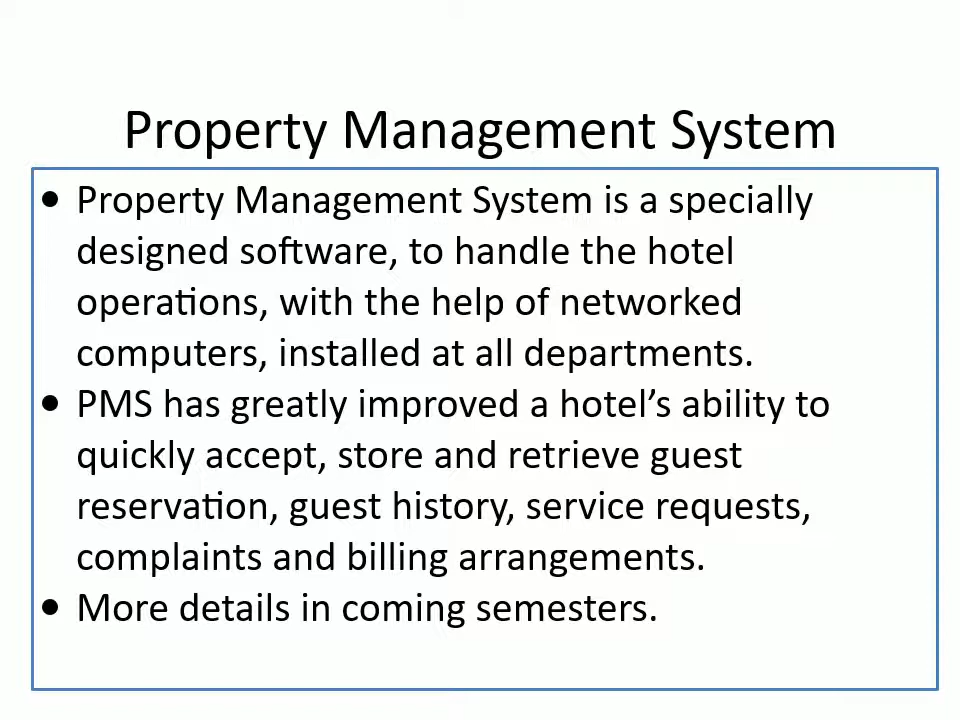 Property Management System
• Property Management System is a specially
designed software, to handle the hotel
operations, with the help of networked
computers, installed at all departments.
• PMS has greatly improved a hotel’s ability to
quickly accept, store and retrieve guest
reservation, guest history, service requests,
complaints and billing arrangements.
• More details in coming semesters.